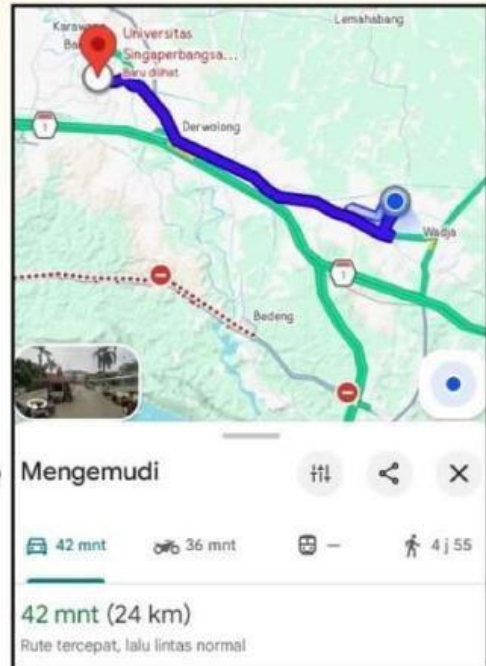 Lemahabang
Karawang
Universitas
Singaperbangsa...
Baru dilihat
1
Derwolong
Wadja
1
Bedeng
Mengemudi
42 mnt
36 mnt
—
4 j 55
42 mnt (24 km)
Rute tercepat, lalu lintas normal